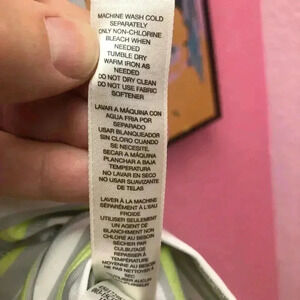 MACHINE WASH COLD
SEPARATELY
ONLY NON-CHLORINE
BLEACH WHEN
NEEDED
TUMBLE DRY
WARM IRON AS
NEEDED
DO NOT DRY CLEAN
DO NOT USE FABRIC
SOFTENER
LAVAR A MÁQUINA CON
AGUA FRIA POR
SEPARADO
USAR BLANQUEADOR
SIN CLORO CUANDO
SE NECESITE,
SECAR A MÁQUINA
PLANCHAR A BAJA
TEMPERATURA
NO LAVAR EN SECO
NO USAR SUAVIZANTE
DE TELAS
LAVER À LA MACHINE
SÉPARÉMENT À L'EAU
FROIDE
UTILISER SEULEMENT
UN AGENT DE
BLANCHIMENT NON
CHLORÉ AU BESOIN
SÉCHER PAR
CULBUTAGE
REPASSER À
TEMPÉRATURE
MOYENNE AU BESOIN
NE PAS NETTOYER À
SEC
UTILISER AUCUN